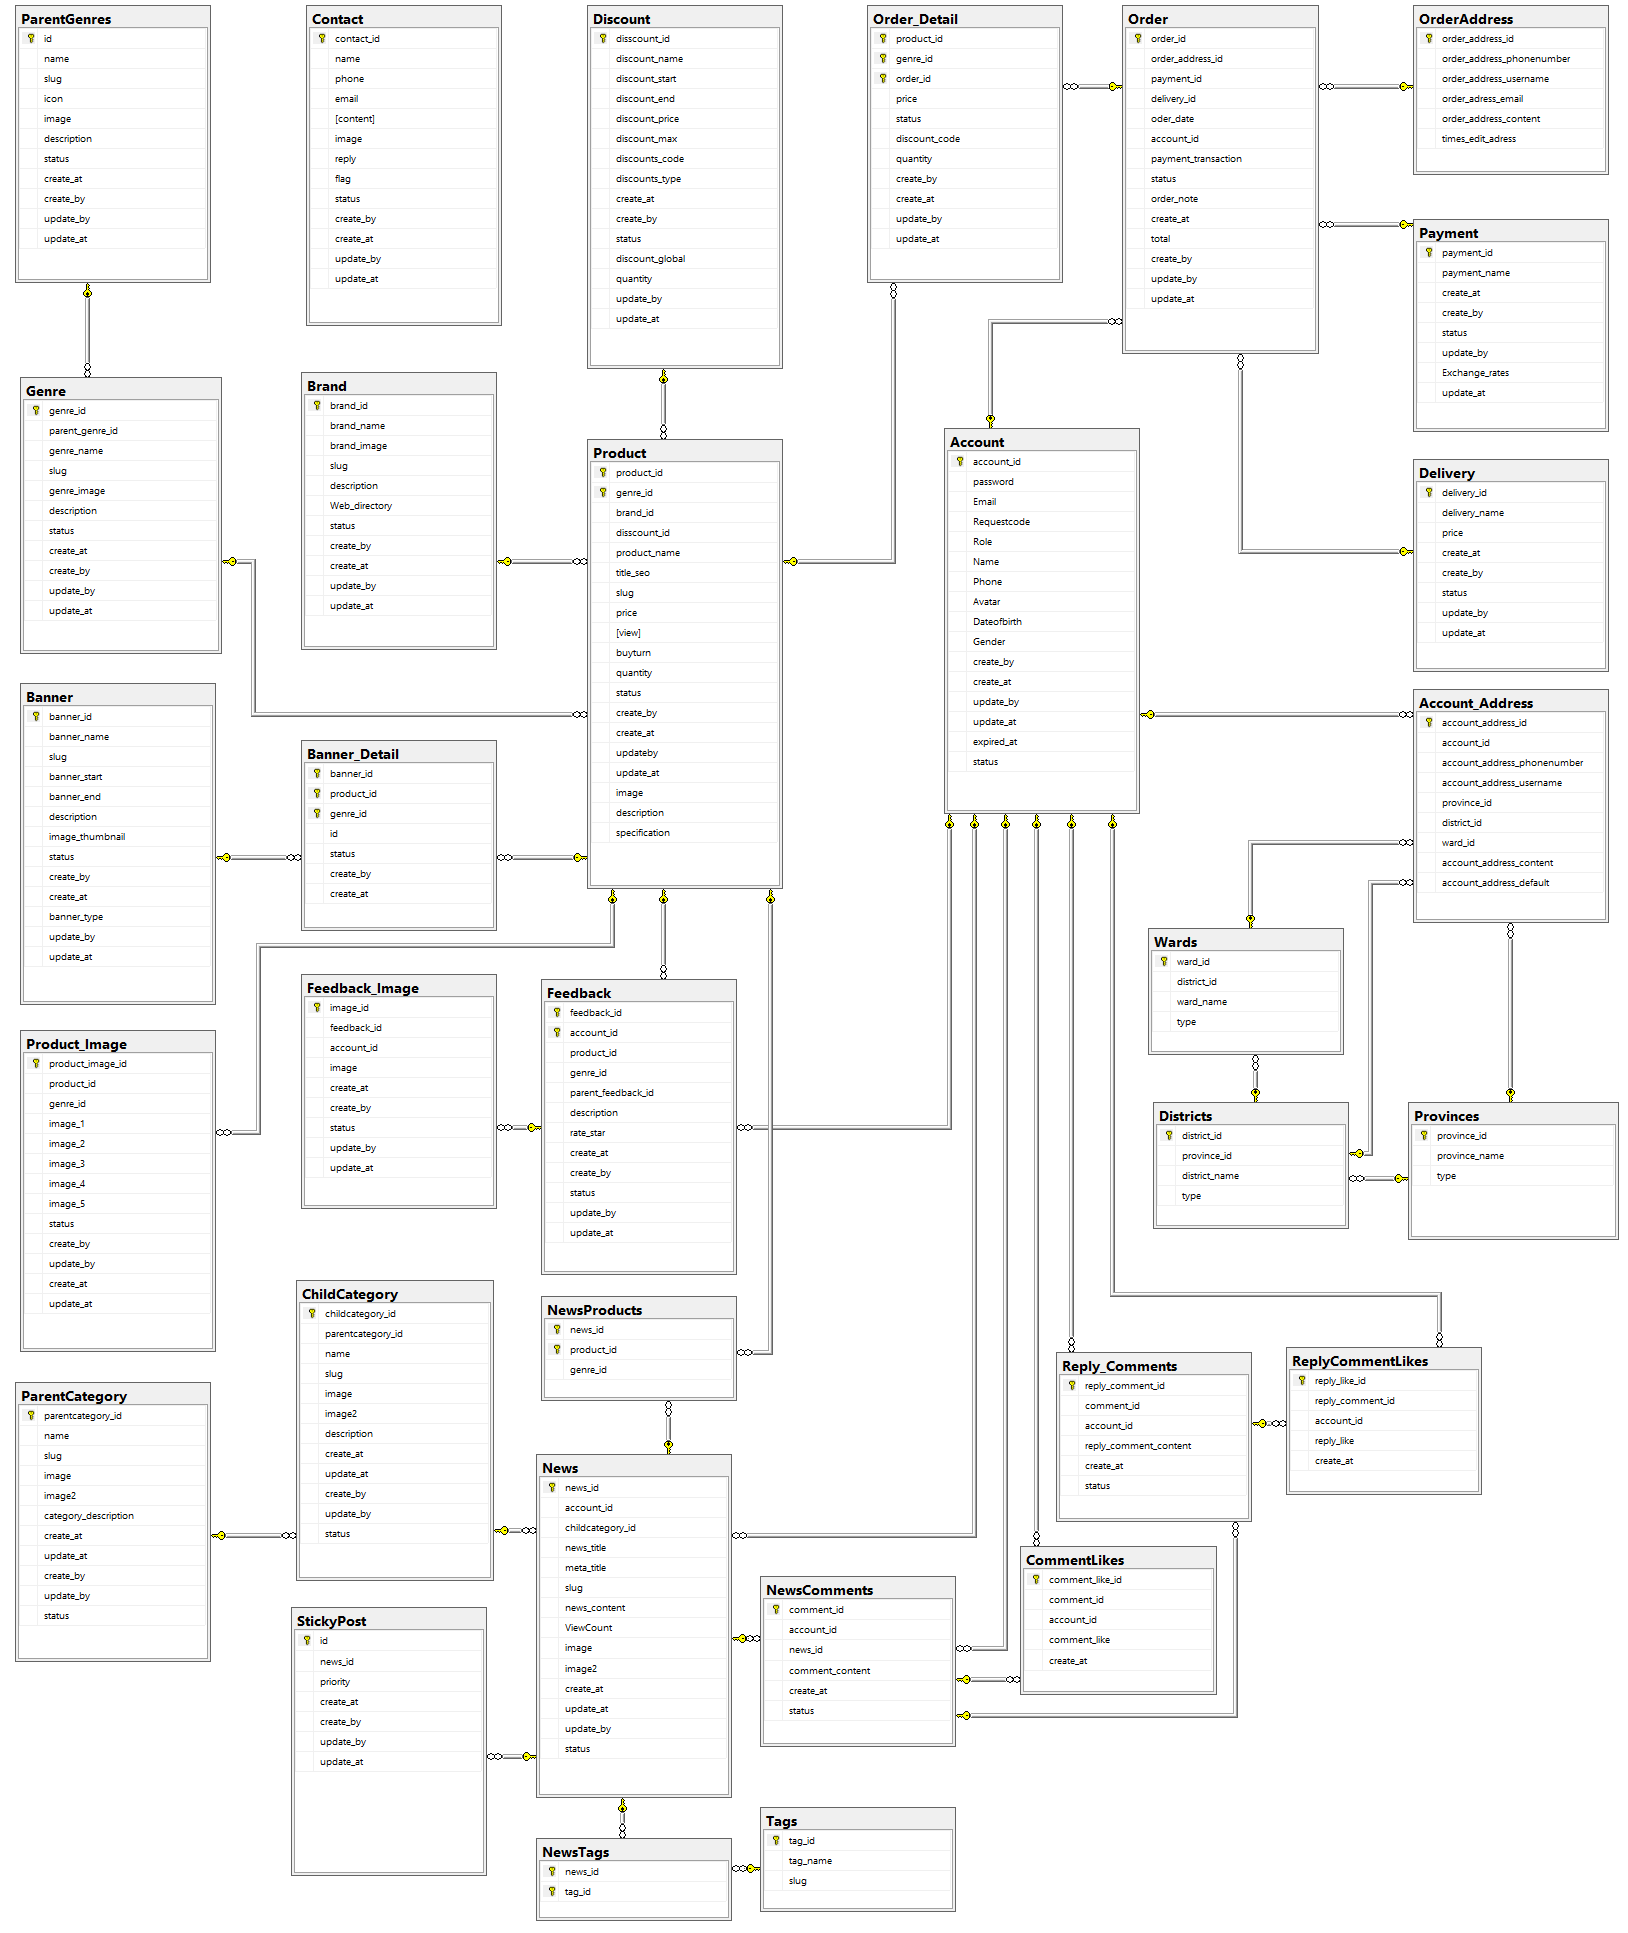 ParentGenres
id
name
slug
icon
image
description
status
create_at
create_by
update_by
update_at
Contact
contact_id
name
phone
email
[content]
image
reply
flag
status
create_by
create_at
update_by
update_at
Discount
disscount_id
discount_name
discount_start
discount_end
discount_price
discount_max
discounts_code
discounts_type
create_at
create_by
status
discount_global
quantity
update_by
update_at
Order_Detail
product_id
genre_id
order_id
price
status
discount_code
quantity
create_by
create_at
update_by
update_at
Order
order_id
order_address_id
payment_id
delivery_id
oder_date
account_id
payment_transaction
status
order_note
create_at
total
create_by
update_by
update_at
OrderAddress
order_address_id
order_address_phonenumber
order_address_username
order_adress_email
order_address_content
times_edit_adress
Payment
payment_id
payment_name
create_at
create_by
status
update_by
Exchange_rates
update_at
Genre
genre_id
parent_genre_id
genre_name
slug
genre_image
description
status
create_at
create_by
update_by
update_at
Brand
brand_id
brand_name
brand_image
slug
description
Web_directory
status
create_by
create_at
update_by
update_at
Product
product_id
genre_id
brand_id
disscount_id
product_name
title_seo
slug
price
[view]
buyturn
quantity
status
create_by
create_at
updateby
update_at
image
description
specification
Account
account_id
password
Email
Requestcode
Role
Name
Phone
Avatar
Dateofbirth
Gender
create_by
create_at
update_by
update_at
expired_at
status
Delivery
delivery_id
delivery_name
price
create_at
create_by
status
update_by
update_at
Banner
banner_id
banner_name
slug
banner_start
banner_end
description
image_thumbnail
status
create_by
create_at
banner_type
update_by
update_at
Banner_Detail
banner_id
product_id
genre_id
id
status
create_by
create_at
Account_Address
account_address_id
account_id
account_address_phonenumber
account_address_username
province_id
district_id
ward_id
account_address_content
account_address_default
Wards
ward_id
district_id
ward_name
type
Product_Image
product_image_id
product_id
genre_id
image_1
image_2
image_3
image_4
image_5
status
create_by
update_by
create_at
update_at
Feedback_Image
image_id
feedback_id
account_id
image
create_at
create_by
status
update_by
update_at
Feedback
feedback_id
account_id
product_id
genre_id
parent_feedback_id
description
rate_star
create_at
create_by
status
update_by
update_at
Districts
district_id
province_id
district_name
type
Provinces
province_id
province_name
type
ChildCategory
childcategory_id
parentcategory_id
name
slug
image
image2
description
create_at
update_at
create_by
update_by
status
NewsProducts
news_id
product_id
genre_id
Reply_Comments
reply_comment_id
comment_id
account_id
reply_comment_content
create_at
status
ReplyCommentLikes
reply_like_id
reply_comment_id
account_id
reply_like
create_at
ParentCategory
parentcategory_id
name
slug
image
image2
category_description
create_at
update_at
create_by
update_by
status
News
news_id
account_id
childcategory_id
news_title
meta_title
slug
news_content
ViewCount
image
image2
create_at
update_at
update_by
status
CommentLikes
comment_like_id
comment_id
account_id
comment_like
create_at
NewsComments
comment_id
account_id
news_id
comment_content
create_at
status
StickyPost
id
news_id
priority
create_at
create_by
update_by
update_at
NewsTags
news_id
tag_id
Tags
tag_id
tag_name
slug